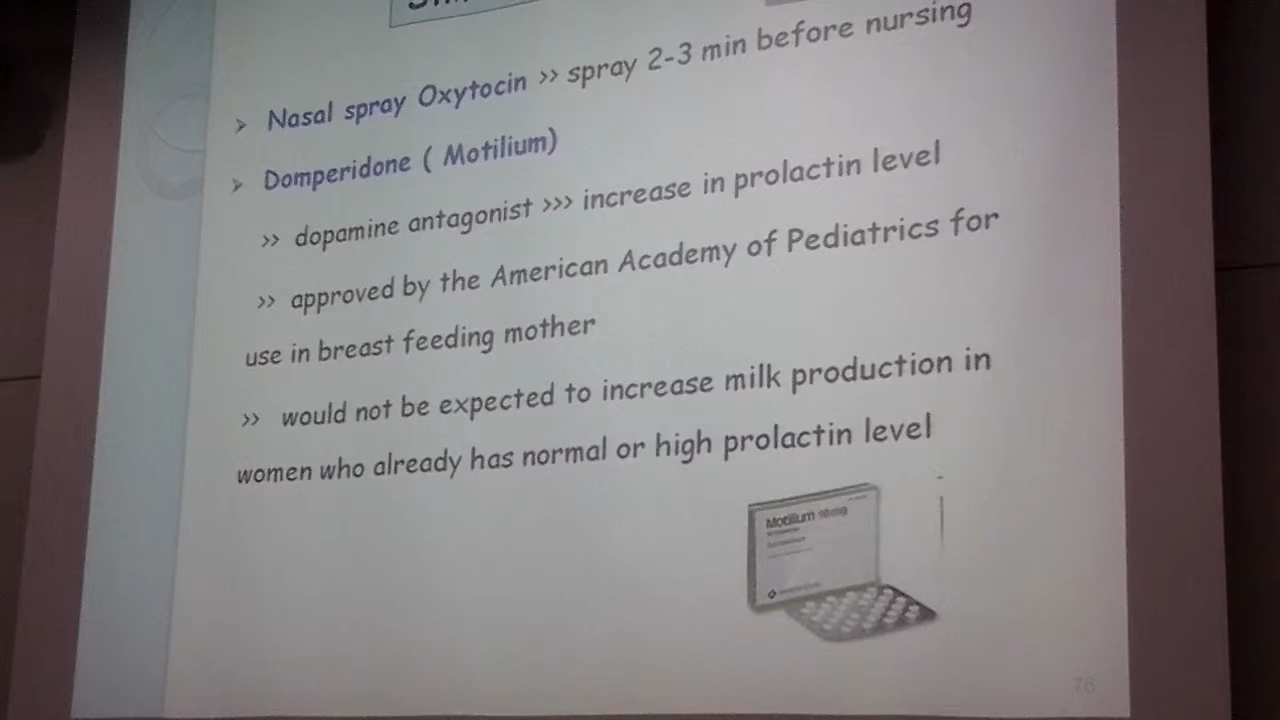 ➢ Nasal spray Oxytocin >> spray 2-3 min before nursing
➢ Domperidone ( Motilium)
>> dopamine antagonist >>> increase in prolactin level
>> approved by the American Academy of Pediatrics for
use in breast feeding mother
>> would not be expected to increase milk production in
women who already has normal or high prolactin level
Motilium 10mg
76